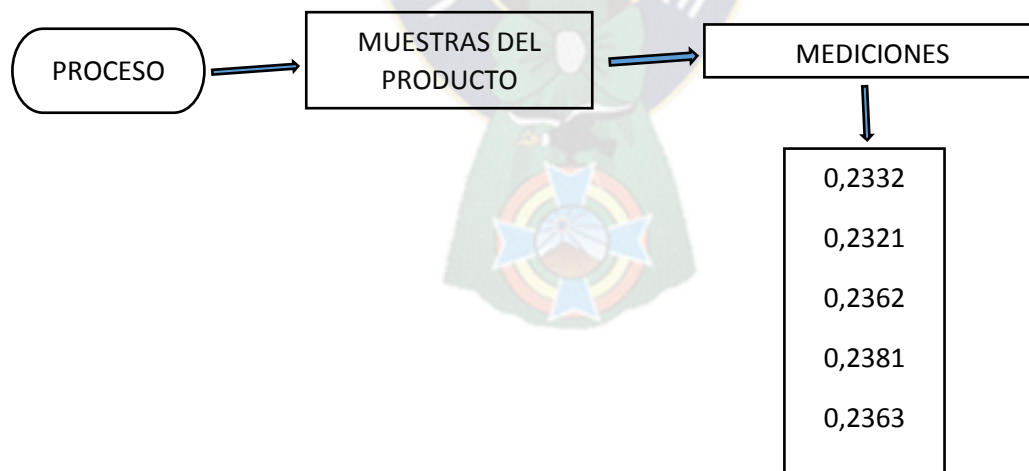 PROCESO
MUESTRAS DEL
PRODUCTO
MEDICIONES
0,2332
0,2321
0,2362
0,2381
0,2363